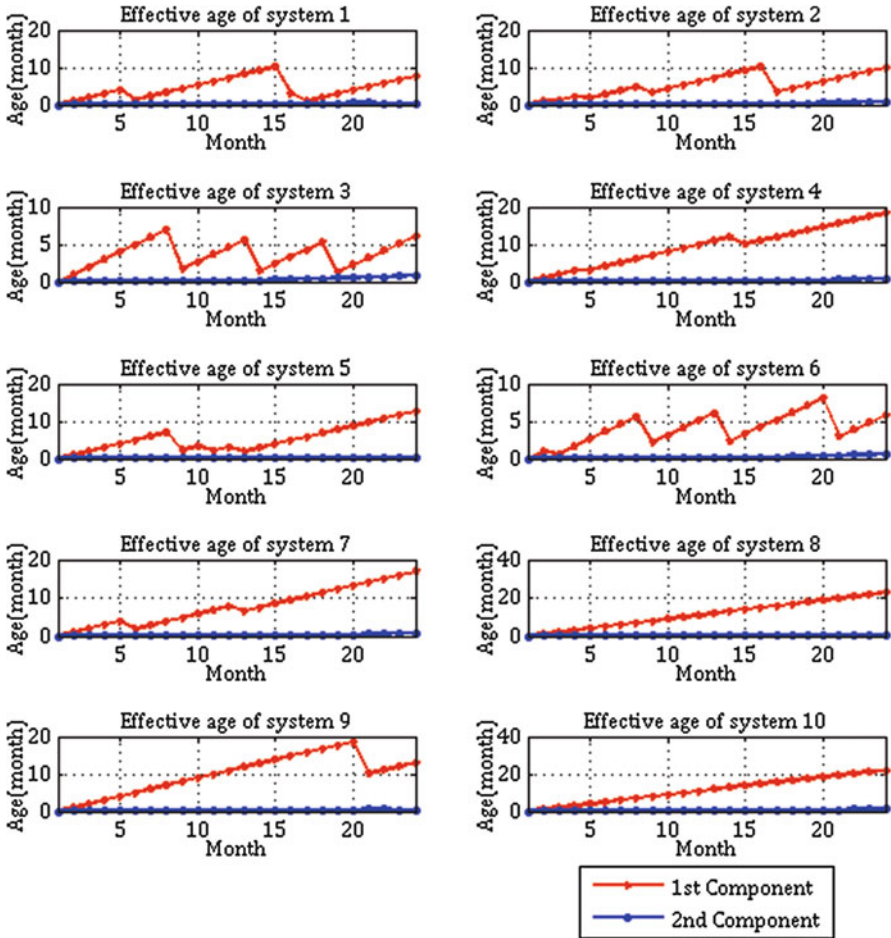 Effective age of system 1
Age(month)
20
10
0
5 10 15 20
Month
Effective age of system 2
Age(month)
20
10
0
5 10 15 20
Month
Effective age of system 3
Age(month)
10
5
0
5 10 15 20
Month
Effective age of system 4
Age(month)
20
10
0
5 10 15 20
Month
Effective age of system 5
Age(month)
20
10
0
5 10 15 20
Month
Effective age of system 6
Age(month)
10
5
0
5 10 15 20
Month
Effective age of system 7
Age(month)
20
10
0
5 10 15 20
Month
Effective age of system 8
Age(month)
40
20
0
5 10 15 20
Month
Effective age of system 9
Age(month)
20
10
0
5 10 15 20
Month
Effective age of system 10
Age(month)
40
20
0
5 10 15 20
Month
1st Component
2nd Component